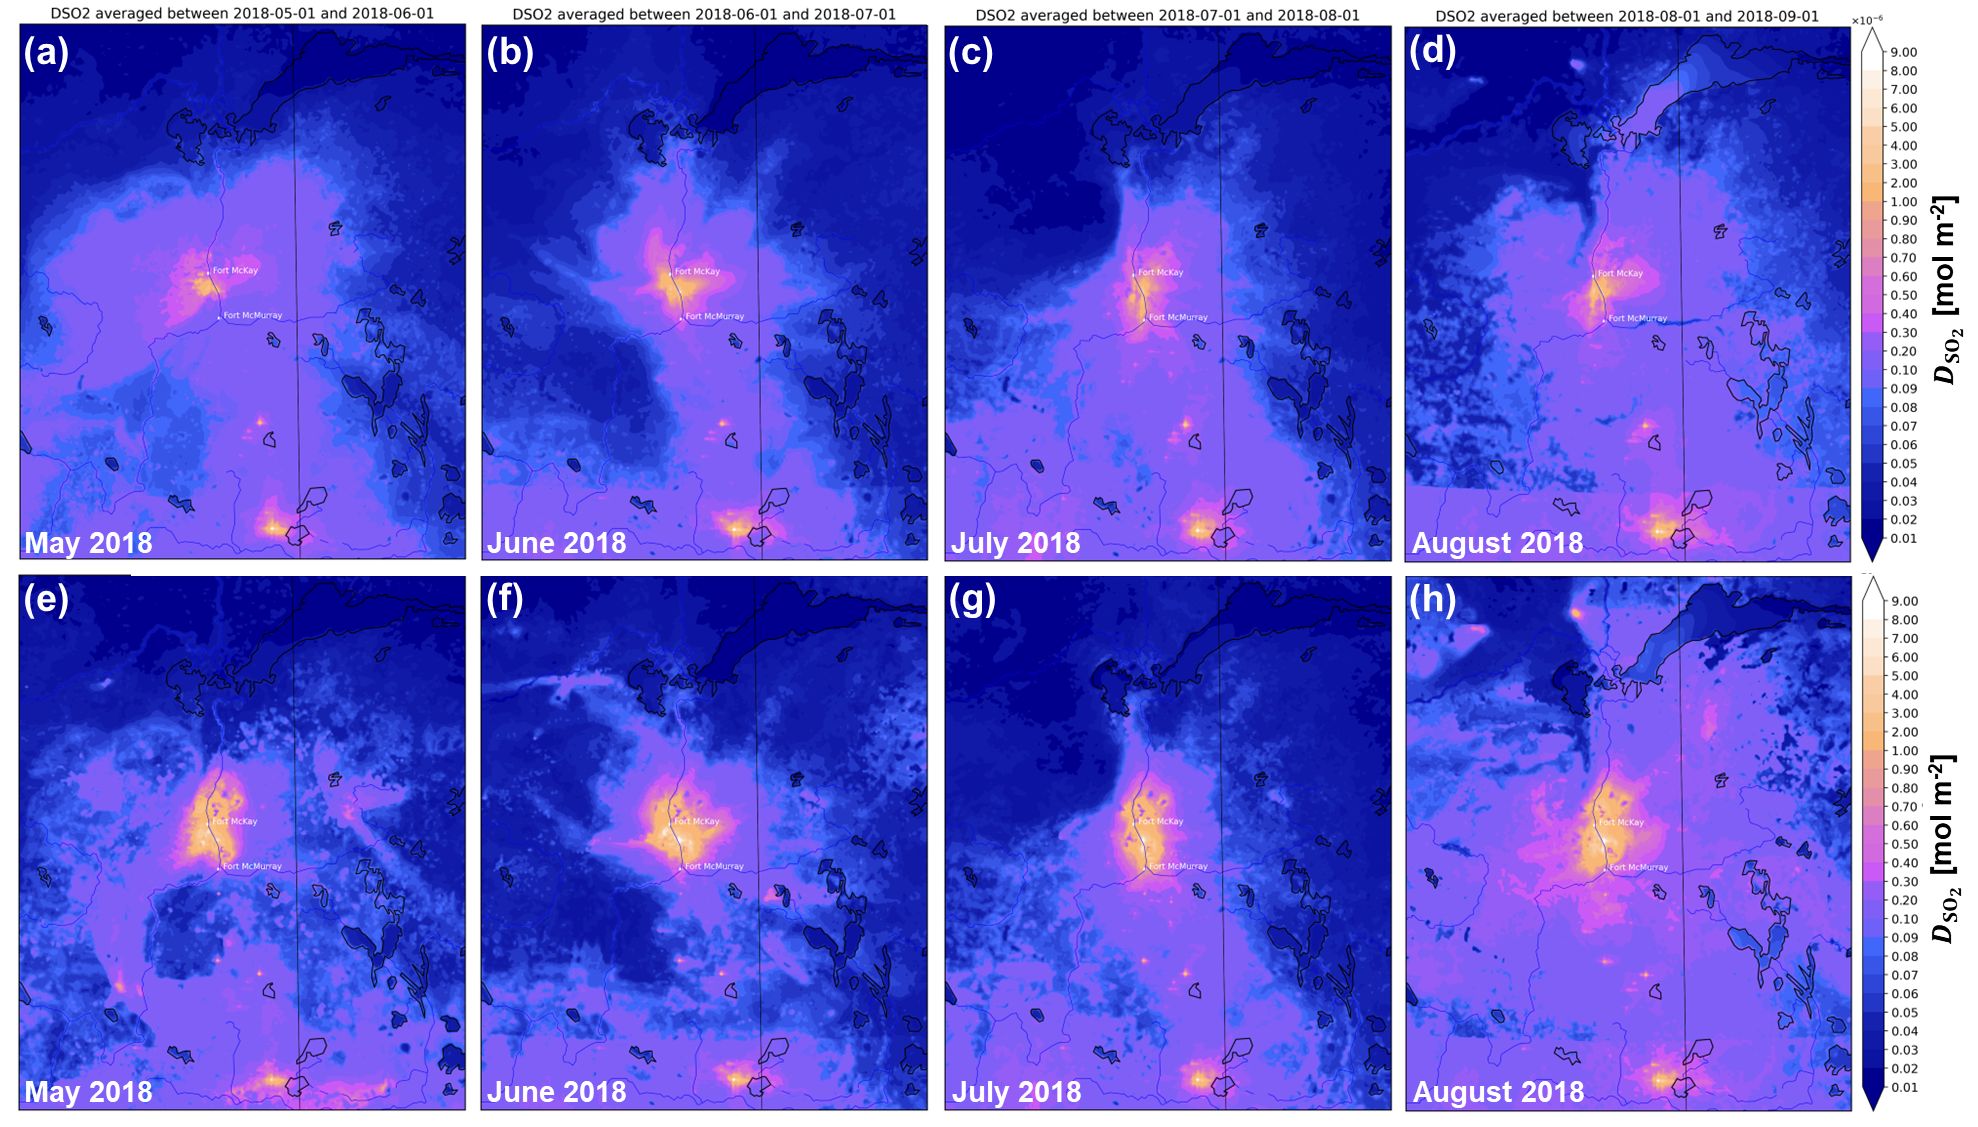 DSO2 averaged between 2018-05-01 and 2018-06-01
DSO2 averaged between 2018-06-01 and 2018-07-01
DSO2 averaged between 2018-07-01 and 2018-08-01
DSO2 averaged between 2018-08-01 and 2018-09-01
×10⁻⁶
(a)
Fort McKay
Fort McMurray
May 2018
(b)
Fort McKay
Fort McMurray
June 2018
(c)
Fort McKay
Fort McMurray
July 2018
(d)
Fort McKay
Fort McMurray
August 2018
9.00
8.00
7.00
6.00
5.00
4.00
3.00
2.00
1.00
0.90
0.80
0.70
0.60
0.50
0.40
0.30
0.20
0.10
0.09
0.08
0.07
0.06
0.05
0.04
0.03
0.02
0.01
D SO2 [mol m-2]
(e)
Fort McKay
Fort McMurray
May 2018
(f)
Fort McKay
Fort McMurray
June 2018
(g)
Fort McKay
Fort McMurray
July 2018
(h)
Fort McKay
Fort McMurray
August 2018
9.00
8.00
7.00
6.00
5.00
4.00
3.00
2.00
1.00
0.90
0.80
0.70
0.60
0.50
0.40
0.30
0.20
0.10
0.09
0.08
0.07
0.06
0.05
0.04
0.03
0.02
0.01
D SO2 [mol m-2]